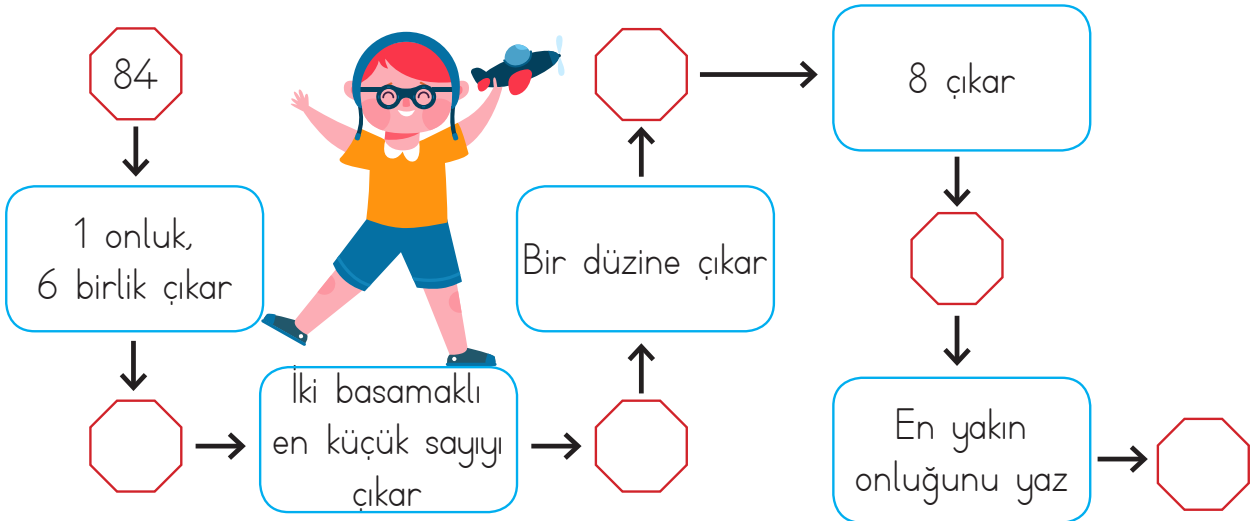 84
1 onluk,
6 birlik çıkar
İki basamaklı
en küçük sayıyı
çıkar
Bir düzine çıkar
8 çıkar
En yakın
onluğunu yaz